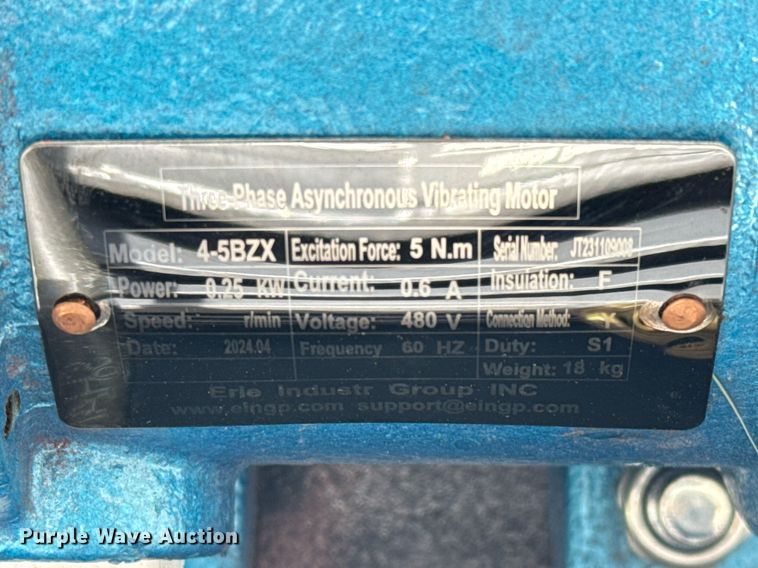 Three-Phase Asynchronous Vibrating Motor
Model: 4-5BZX Excitation Force: 5 N.m Serial Number: JT231109008
Power: 0.25 KW Current: 0.6 A Insuiation: F
Speed: r/min Voltage: 480 V Connection Method: Y
Date: 2024.04 Frequency 60 HZ Duty: S1
Weight: 18 kg
Erie Industr Group INC
www.eingp.com support@eingp.com
Purple Wave Auction